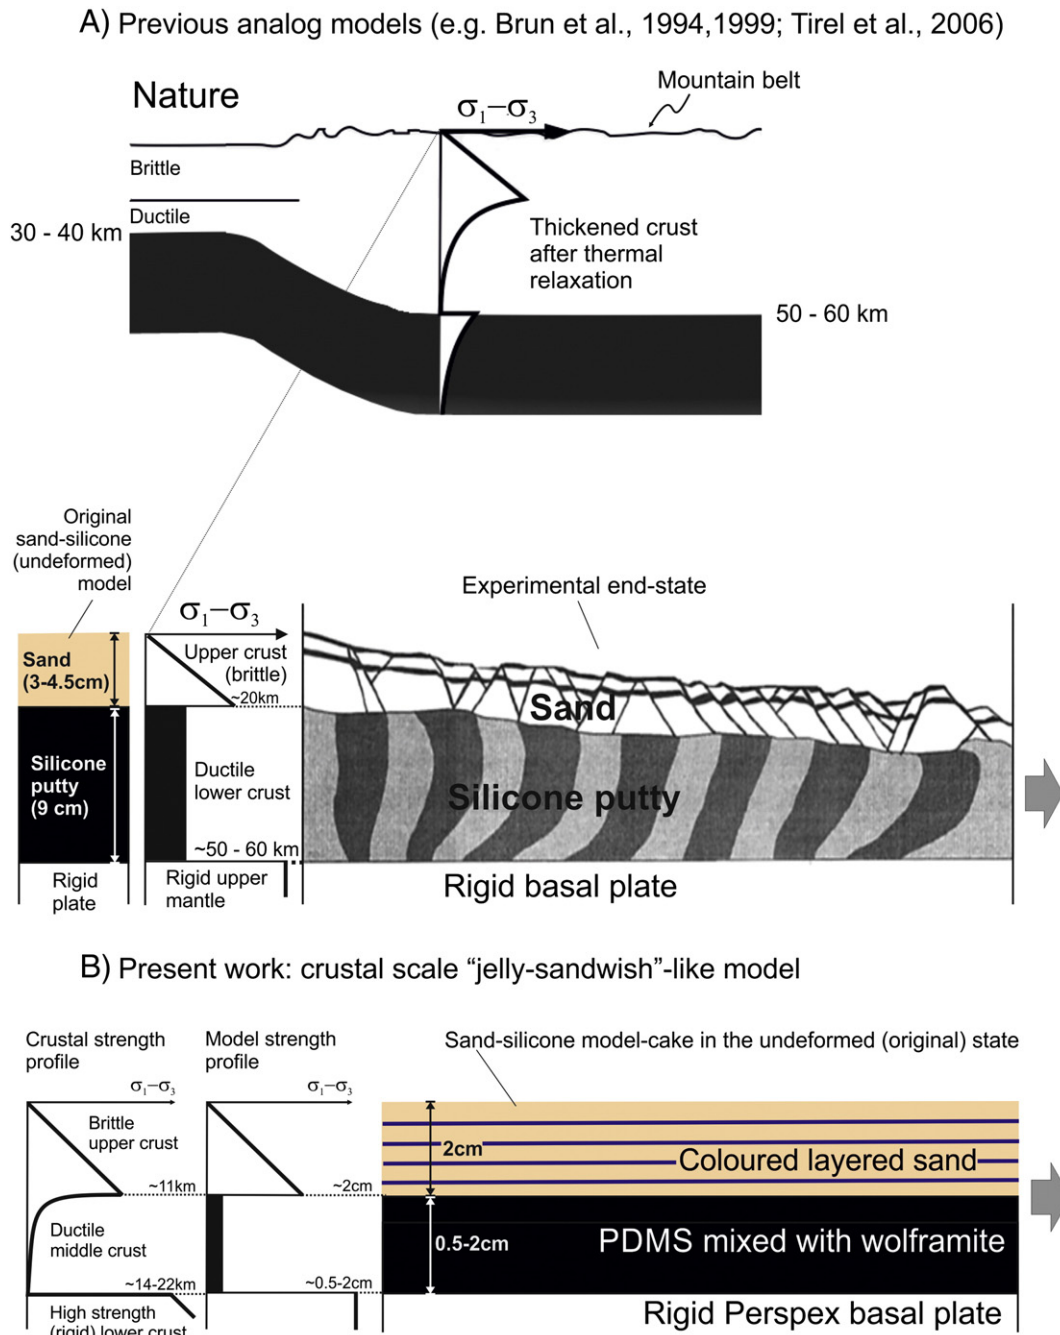 A) Previous analog models (e.g. Brun et al., 1994,1999; Tirel et al., 2006)
Nature
σ1–σ3
Mountain belt
Brittle
Ductile
30 - 40 km
Thickened crust
after thermal
relaxation
50 - 60 km
Original
sand-silicone
(undeformed)
model
Experimental end-state
σ1–σ3
Sand
(3-4.5cm)
Upper crust
(brittle)
~20km
Sand
Silicone
putty
(9 cm)
Ductile
lower crust
Silicone putty
~50 - 60 km
Rigid
plate
Rigid upper
mantle
Rigid basal plate
B) Present work: crustal scale “jelly-sandwish”-like model
Crustal strength
profile
Model strength
profile
Sand-silicone model-cake in the undeformed (original) state
σ1–σ3
σ1–σ3
Brittle
upper crust
2cm
Coloured layered sand
~11km
~2cm
Ductile
middle crust
0.5-2cm
PDMS mixed with wolframite
~14-22km
~0.5-2cm
High strength
(rigid) lower crust
Rigid Perspex basal plate